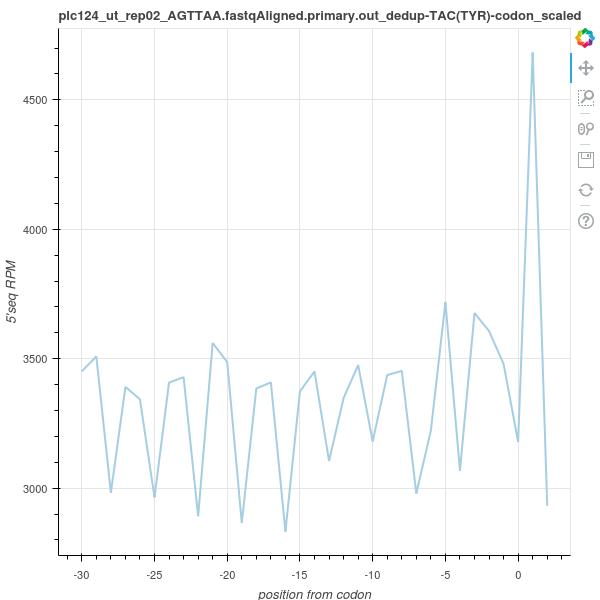 plc124_ut_rep02_AGTTAA.fastqAligned.primary.out_dedup-TAC(TYR)-codon_scaled
4500
4000
3500
3000
5'seq RPM
-30 -25 -20 -15 -10 -5 0
position from codon